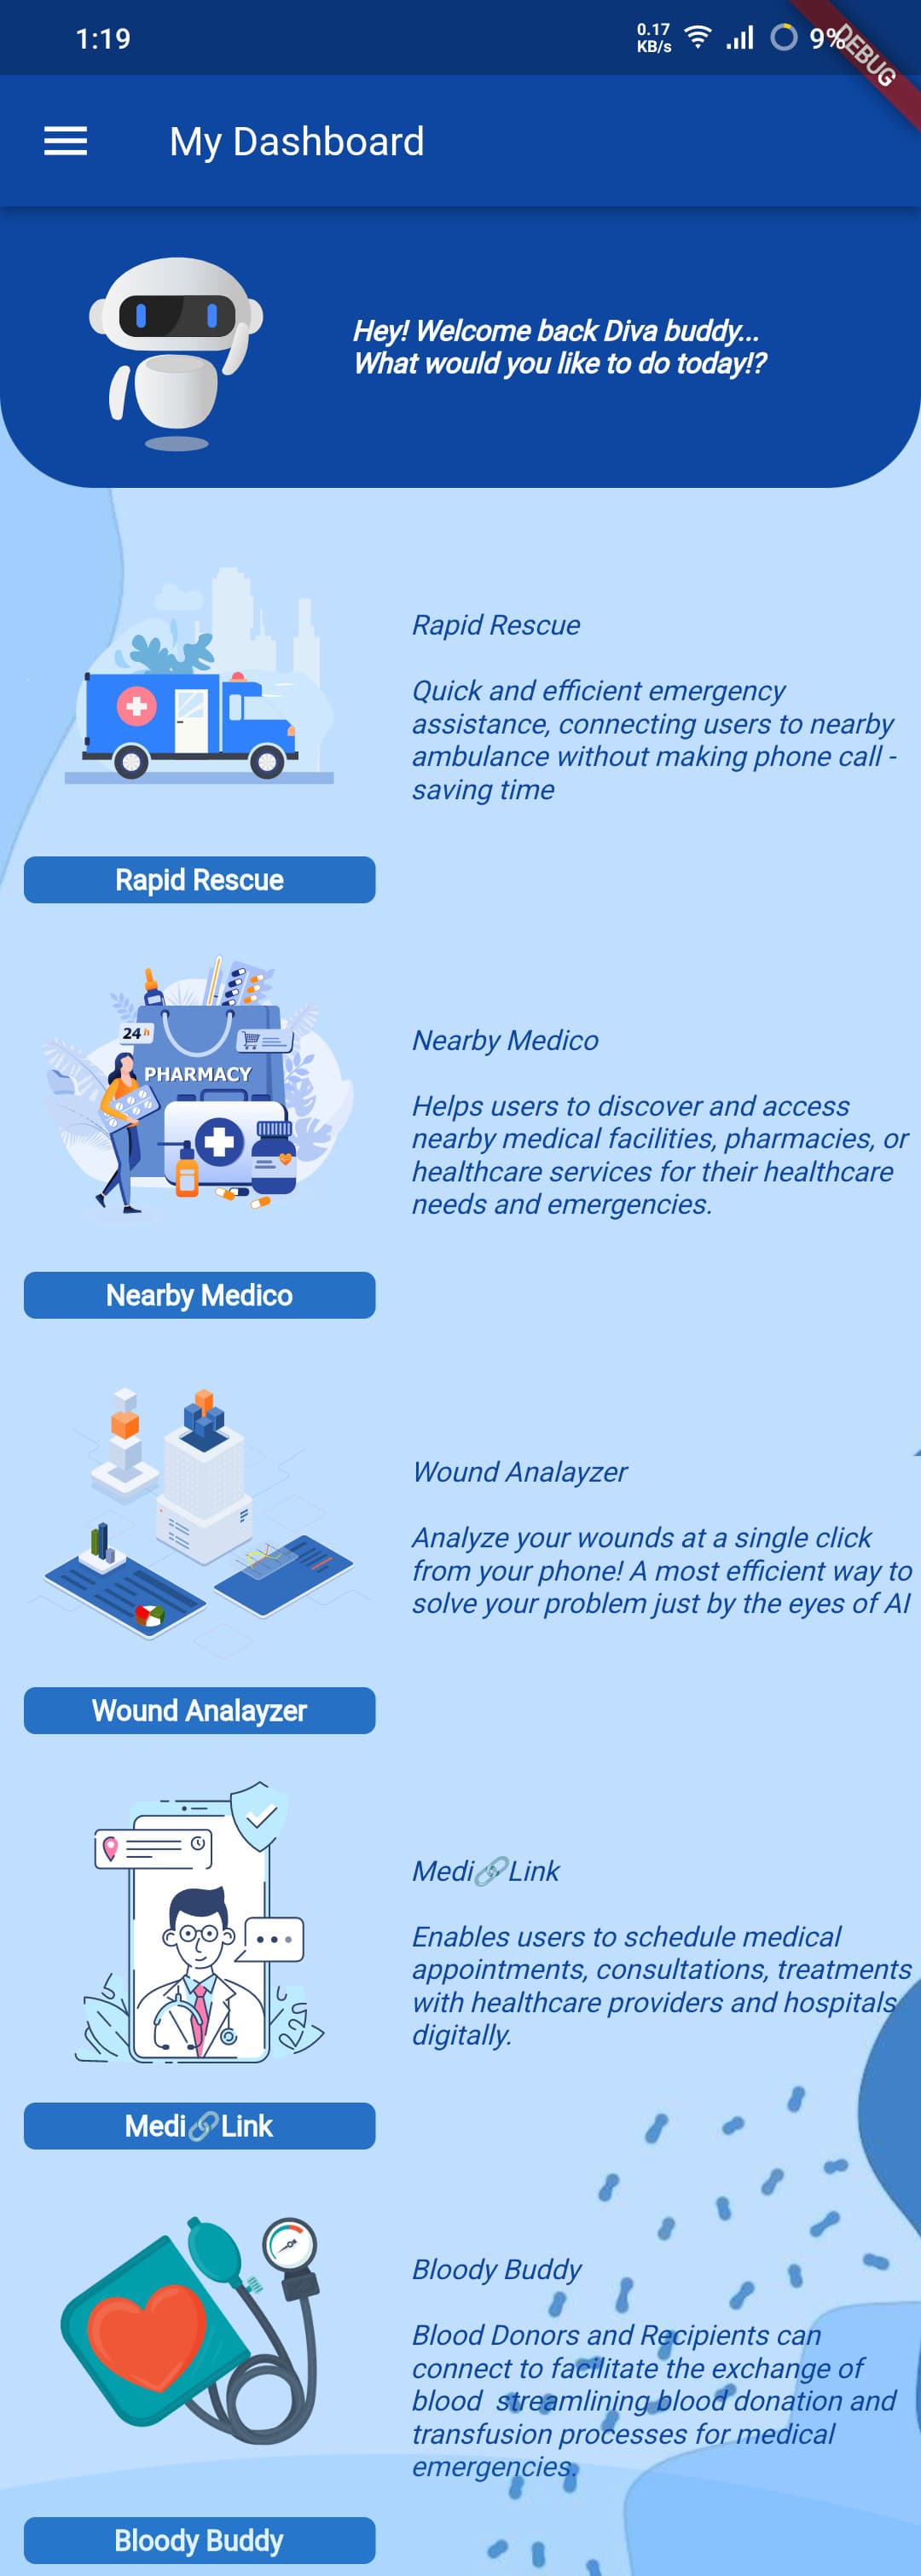 1:19
0.17
KB/s
9%
DEBUG
My Dashboard
Hey! Welcome back Diva buddy...
What would you like to do today!?
Rapid Rescue
Quick and efficient emergency
assistance, connecting users to nearby
ambulance without making phone call -
saving time
Rapid Rescue
24 h
PHARMACY
Nearby Medico
Helps users to discover and access
nearby medical facilities, pharmacies, or
healthcare services for their healthcare
needs and emergencies.
Nearby Medico
Wound Analayzer
Analyze your wounds at a single click
from your phone! A most efficient way to
solve your problem just by the eyes of AI
Wound Analayzer
Medi🔗Link
Enables users to schedule medical
appointments, consultations, treatments
with healthcare providers and hospitals
digitally.
Medi🔗Link
Bloody Buddy
Blood Donors and Recipients can
connect to facilitate the exchange of
blood  streamlining blood donation and
transfusion processes for medical
emergencies.
Bloody Buddy